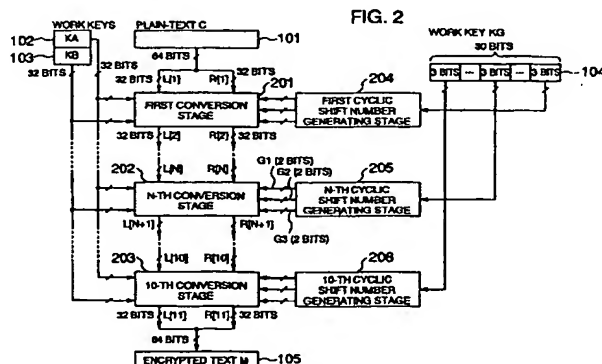 FIG. 2
WORK KEYS
PLAIN-TEXT C
WORK KEY KG
30 BITS
102
KA
101
103
KB
64 BITS
32 BITS
32 BITS
3 BITS
---
3 BITS
---
3 BITS
104
32 BITS
L[1]
R[1]
32 BITS
201
204
FIRST CONVERSION
STAGE
FIRST CYCLIC
SHIFT NUMBER
GENERATING STAGE
32 BITS
L[2]
R[2]
32 BITS
G1 (2 BITS)
202
L[N]
R[N]
G2 (2 BITS)
205
N-TH CONVERSION
STAGE
N-TH CYCLIC
SHIFT NUMBER
GENERATING STAGE
L[N+1]
R[N+1]
G3 (2 BITS)
203
L[10]
R[10]
206
10-TH CONVERSION
STAGE
10-TH CYCLIC
SHIFT NUMBER
GENERATING STAGE
32 BITS
L[11]
R[11]
32 BITS
64 BITS
ENCRYPTED TEXT M
105